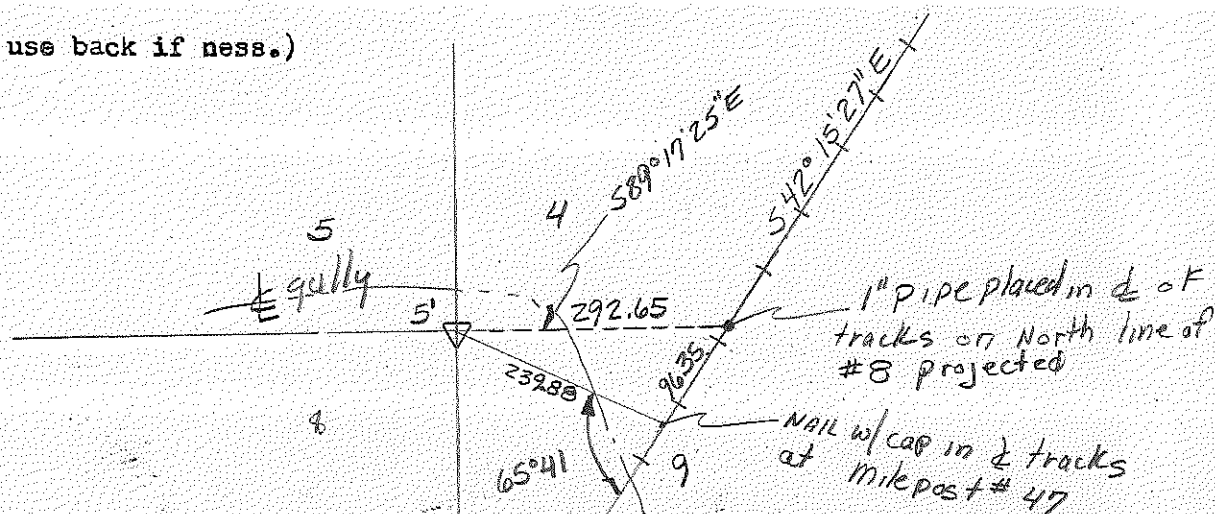 use back if ness.)
S89°17'25"E
S42°15'27"E
4
5
℄ gully
5'
292.65
1" pipe placed in ℄ of
tracks on North line of
#8 projected
96.35
239.88
8
NAIL w/cap in ℄ tracks
at Milepost # 47
65°41
9